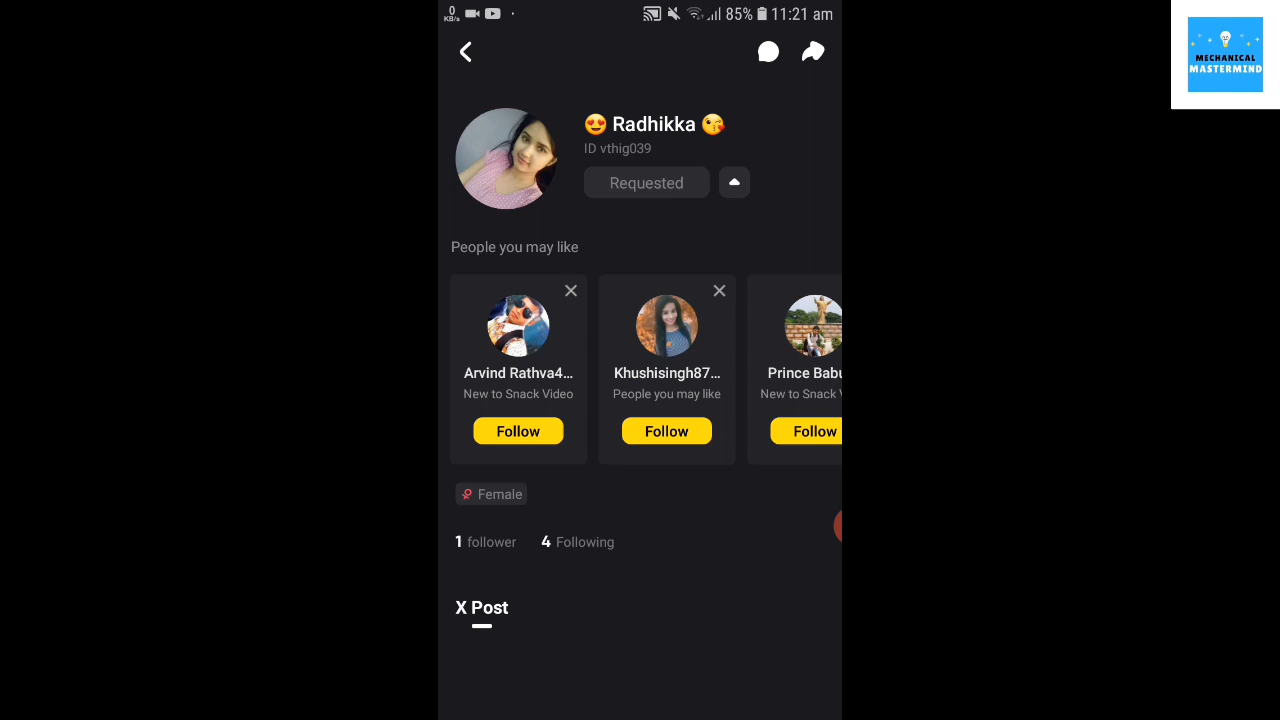 0
KB/s
85%
11:21 am
MECHANICAL
MASTERMIND
😍 Radhikka 😘
ID vthig039
Requested
People you may like
Arvind Rathva4...
New to Snack Video
Follow
Khushisingh87...
People you may like
Follow
Prince Babu
New to Snack V
Follow
Female
1 follower 4 Following
X Post